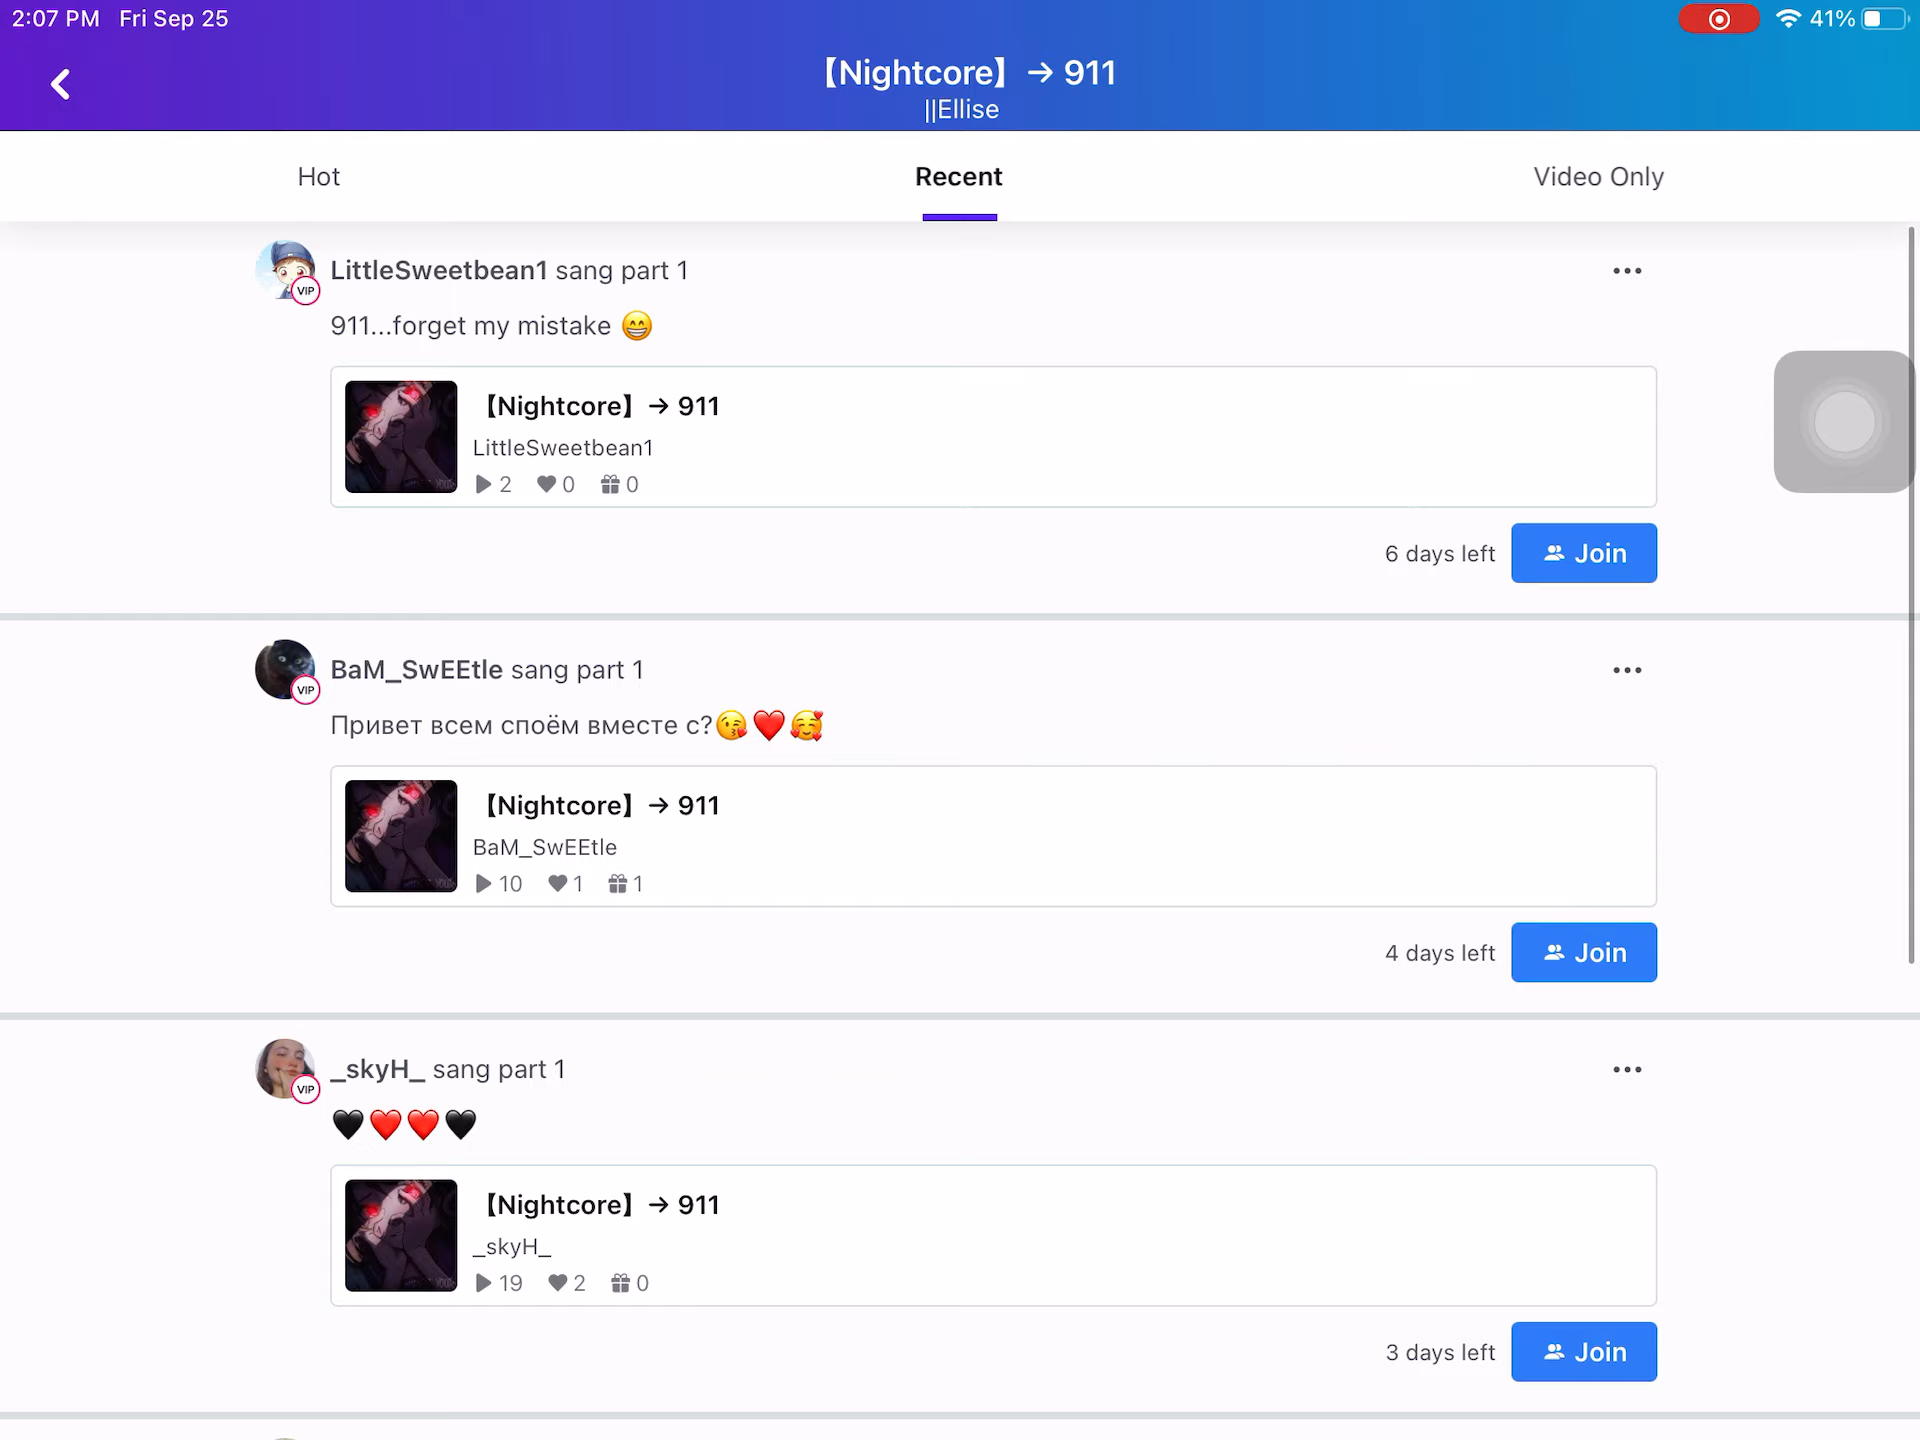 2:07 PM Fri Sep 25
41%
【Nightcore】 → 911
||Ellise
Hot
Recent
Video Only
LittleSweetbean1 sang part 1
VIP
911...forget my mistake 😁
【Nightcore】 → 911
LittleSweetbean1
2 0 0
6 days left
Join
BaM_SwEEtle sang part 1
VIP
Привет всем споём вместе с?😘❤️🥰
【Nightcore】 → 911
BaM_SwEEtle
10 1 1
4 days left
Join
_skyH_ sang part 1
VIP
🖤❤️❤️🖤
【Nightcore】 → 911
_skyH_
19 2 0
3 days left
Join